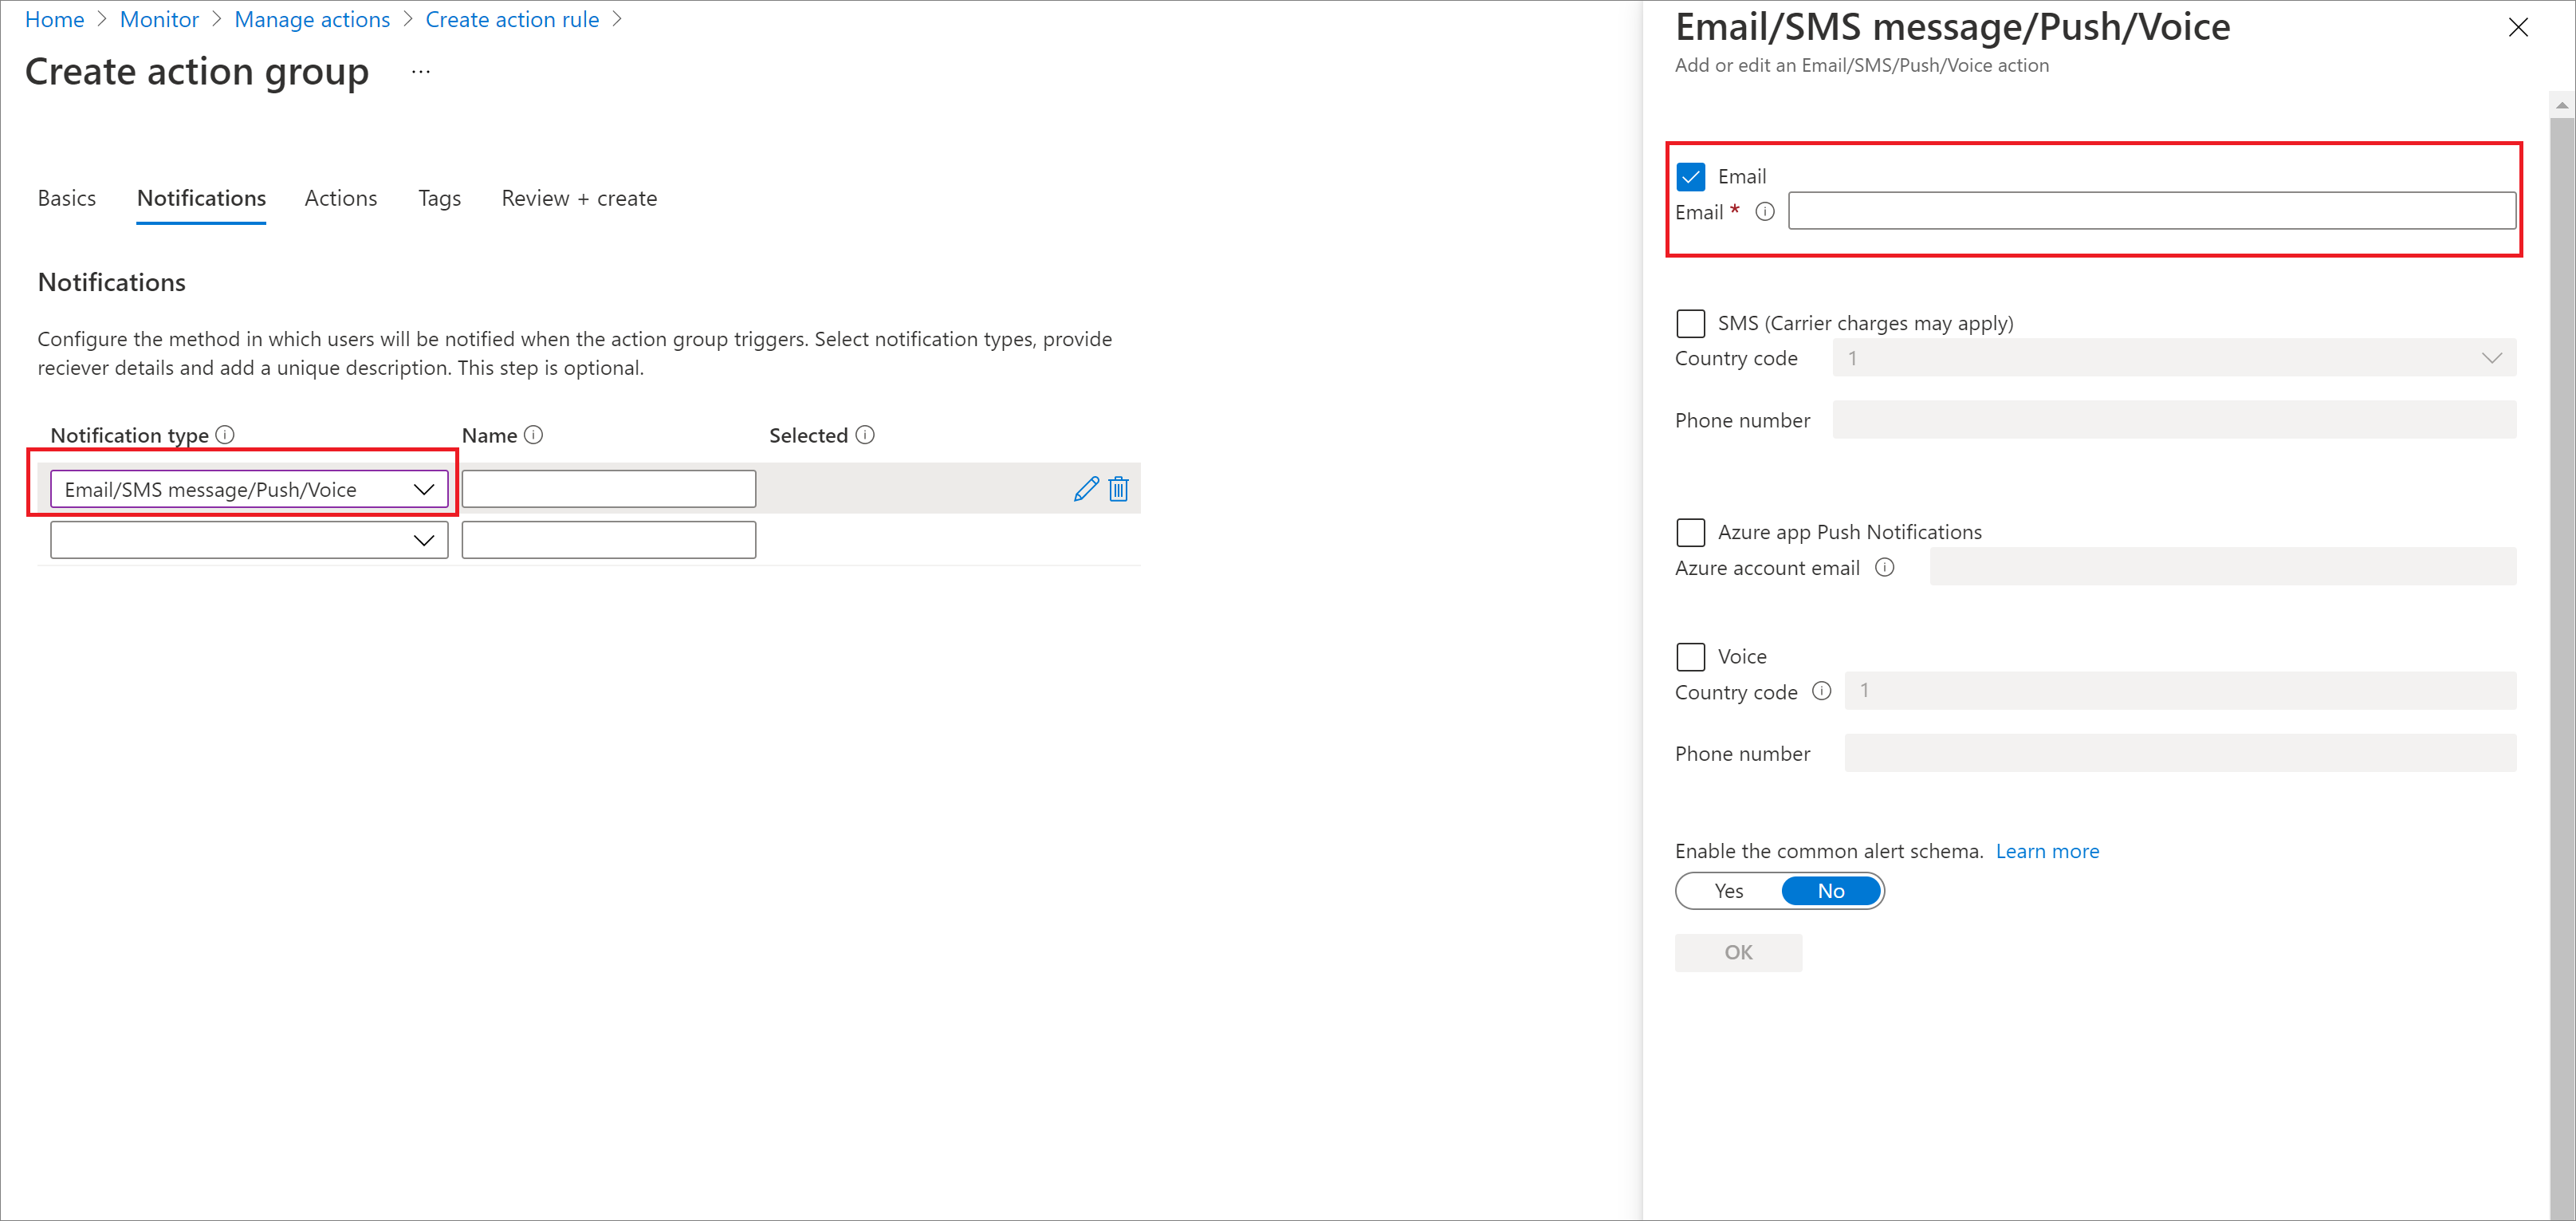 Home > Monitor > Manage actions > Create action rule >
Create action group ...
Basics Notifications Actions Tags Review + create
Notifications
Configure the method in which users will be notified when the action group triggers. Select notification types, provide
reciever details and add a unique description. This step is optional.
Notification type Name Selected
Email/SMS message/Push/Voice
Email/SMS message/Push/Voice
Add or edit an Email/SMS/Push/Voice action
Email
Email *
SMS (Carrier charges may apply)
Country code 1
Phone number
Azure app Push Notifications
Azure account email
Voice
Country code 1
Phone number
Enable the common alert schema. Learn more
Yes No
OK